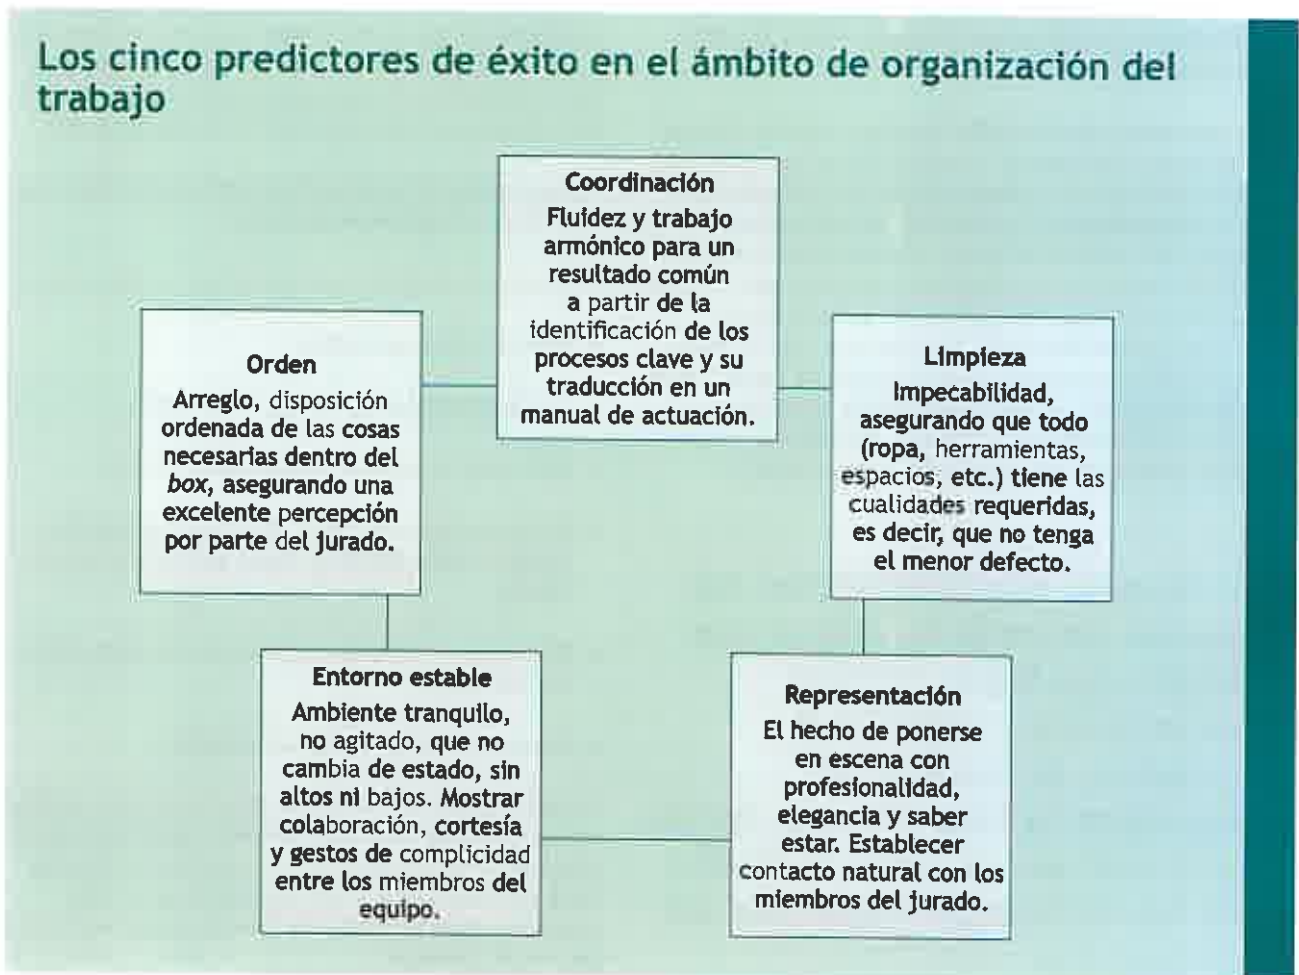 Los cinco predictores de éxito en el ámbito de organización del
trabajo
Coordinación
Fluidez y trabajo
armónico para un
resultado común
a partir de la
identificación de los
procesos clave y su
traducción en un
manual de actuación.
Orden
Arreglo, disposición
ordenada de las cosas
necesarias dentro del
box, asegurando una
excelente percepción
por parte del jurado.
Limpieza
Impecabilidad,
asegurando que todo
(ropa, herramientas,
espacios, etc.) tiene las
cualidades requeridas,
es decir, que no tenga
el menor defecto.
Entorno estable
Ambiente tranquilo,
no agitado, que no
cambia de estado, sin
altos ni bajos. Mostrar
colaboración, cortesía
y gestos de complicidad
entre los miembros del
equipo.
Representación
El hecho de ponerse
en escena con
profesionalidad,
elegancia y saber
estar. Establecer
contacto natural con los
miembros del jurado.